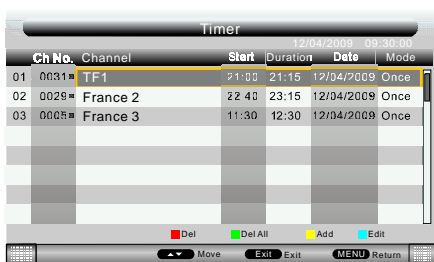 Timer
12/04/2009 09:30:00
Ch No. Channel Start Duration Date Mode
01 0031 TF1 21:00 21:15 12/04/2009 Once
02 0029 France 2 22:40 23:15 12/04/2009 Once
03 0005 France 3 11:30 12:30 12/04/2009 Once
Del Del All Add Edit
Move Exit Exit MENU Return